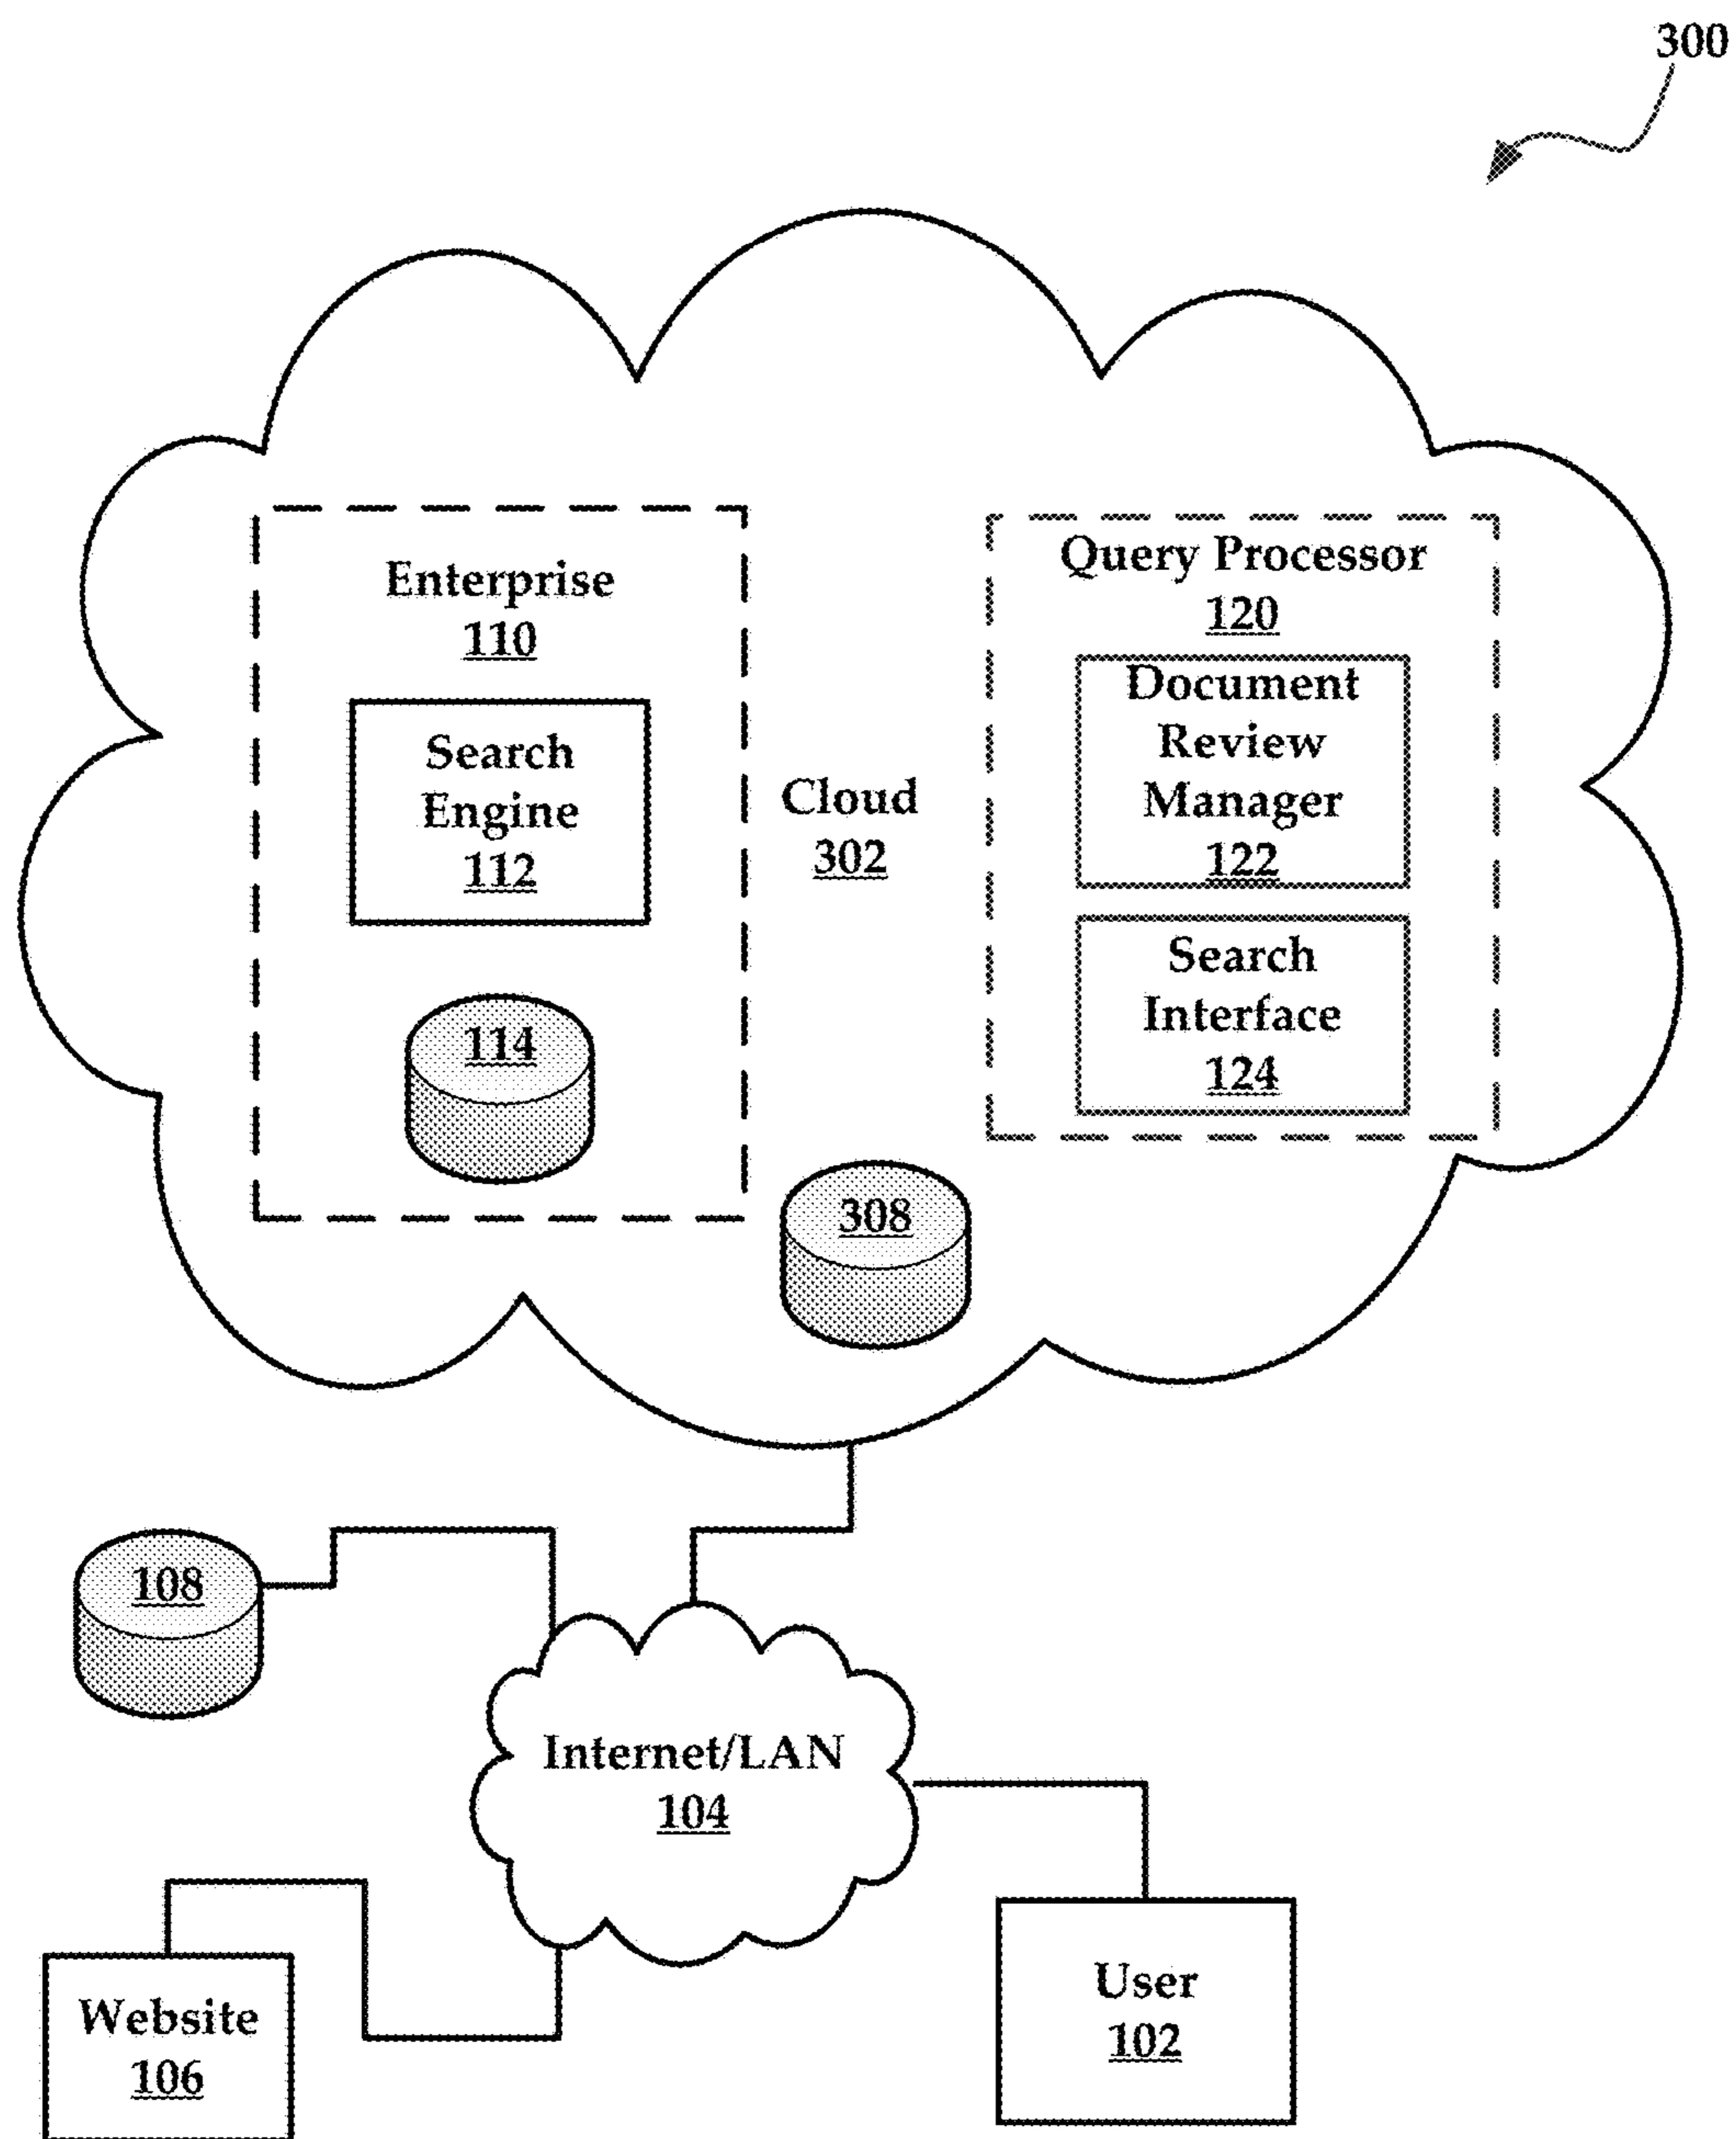 300
Enterprise
110
Search
Engine
112
114
Cloud
302
Query Processor
120
Document
Review
Manager
122
Search
Interface
124
308
108
Internet/LAN
104
Website
106
User
102